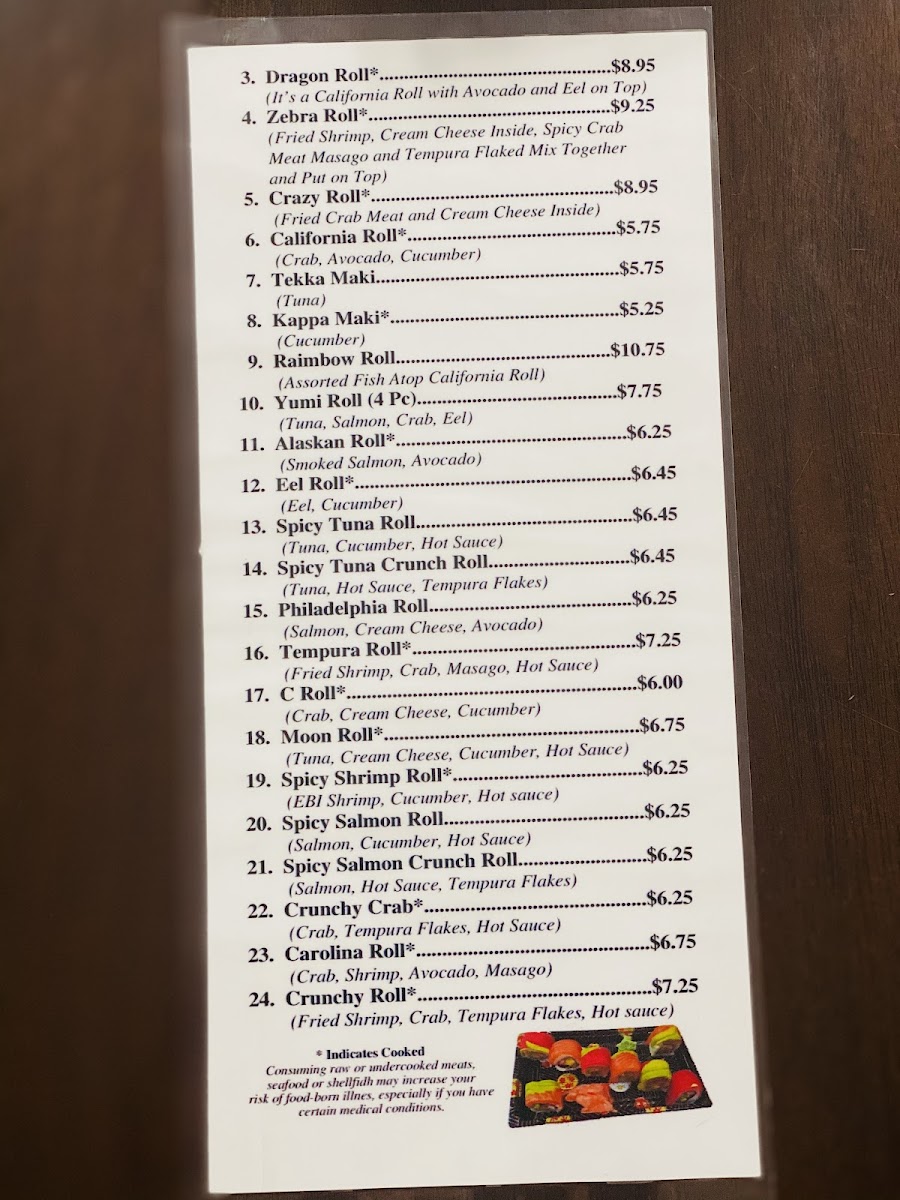 3. Dragon Roll*..................................................$8.95
(It's a California Roll with Avocado and Eel on Top)
4. Zebra Roll*....................................................$9.25
(Fried Shrimp, Cream Cheese Inside, Spicy Crab
Meat Masago and Tempura Flaked Mix Together
and Put on Top)
5. Crazy Roll*....................................................$8.95
(Fried Crab Meat and Cream Cheese Inside)
6. California Roll*.............................................$5.75
(Crab, Avocado, Cucumber)
7. Tekka Maki....................................................$5.75
(Tuna)
8. Kappa Maki*.................................................$5.25
(Cucumber)
9. Raimbow Roll..............................................$10.75
(Assorted Fish Atop California Roll)
10. Yumi Roll (4 Pc)...........................................$7.75
(Tuna, Salmon, Crab, Eel)
11. Alaskan Roll*.................................................$6.25
(Smoked Salmon, Avocado)
12. Eel Roll*..........................................................$6.45
(Eel, Cucumber)
13. Spicy Tuna Roll..............................................$6.45
(Tuna, Cucumber, Hot Sauce)
14. Spicy Tuna Crunch Roll..............................$6.45
(Tuna, Hot Sauce, Tempura Flakes)
15. Philadelphia Roll...........................................$6.25
(Salmon, Cream Cheese, Avocado)
16. Tempura Roll*...............................................$7.25
(Fried Shrimp, Crab, Masago, Hot Sauce)
17. C Roll*.............................................................$6.00
(Crab, Cream Cheese, Cucumber)
18. Moon Roll*......................................................$6.75
(Tuna, Cream Cheese, Cucumber, Hot Sauce)
19. Spicy Shrimp Roll*........................................$6.25
(EBI Shrimp, Cucumber, Hot sauce)
20. Spicy Salmon Roll..........................................$6.25
(Salmon, Cucumber, Hot Sauce)
21. Spicy Salmon Crunch Roll...........................$6.25
(Salmon, Hot Sauce, Tempura Flakes)
22. Crunchy Crab*..............................................$6.25
(Crab, Tempura Flakes, Hot Sauce)
23. Carolina Roll*................................................$6.75
(Crab, Shrimp, Avocado, Masago)
24. Crunchy Roll*................................................$7.25
(Fried Shrimp, Crab, Tempura Flakes, Hot sauce)
* Indicates Cooked
Consuming raw or undercooked meats,
seafood or shellfidh may increase your
risk of food-born illnes, especially if you have
certain medical conditions.